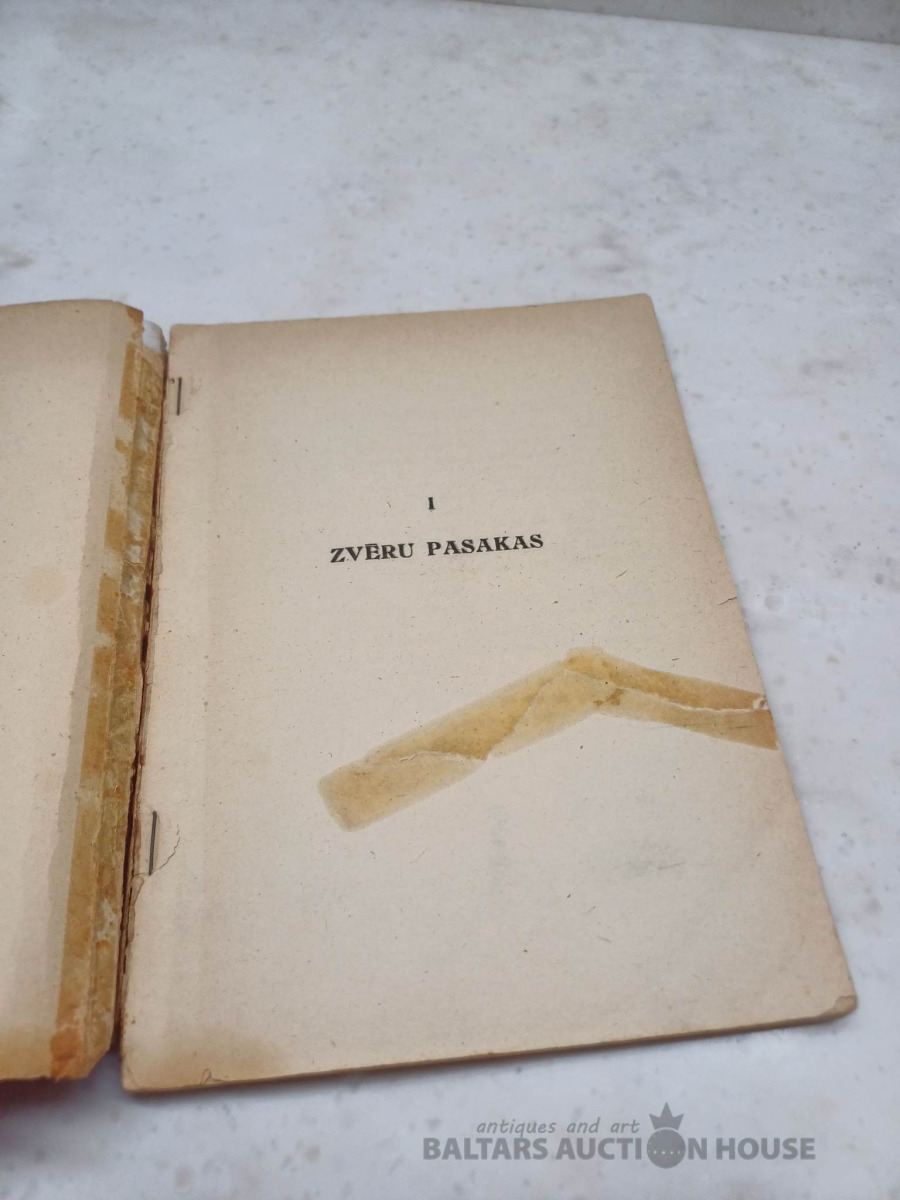 I
ZVĒRU PASAKAS
antiques and art
BALTARS AUCTION HOUSE